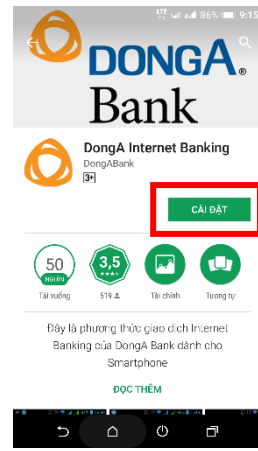 LTE 86% 9:15
DONGA®
Bank
DongA Internet Banking
DongABank
3+
CÀI ĐẶT
50
NGHÌN
3,5
Tải xuống
519
Tài chính
Tương tự
Đây là phương thức giao dịch Internet
Banking của DongA Bank dành cho
Smartphone
ĐỌC THÊM